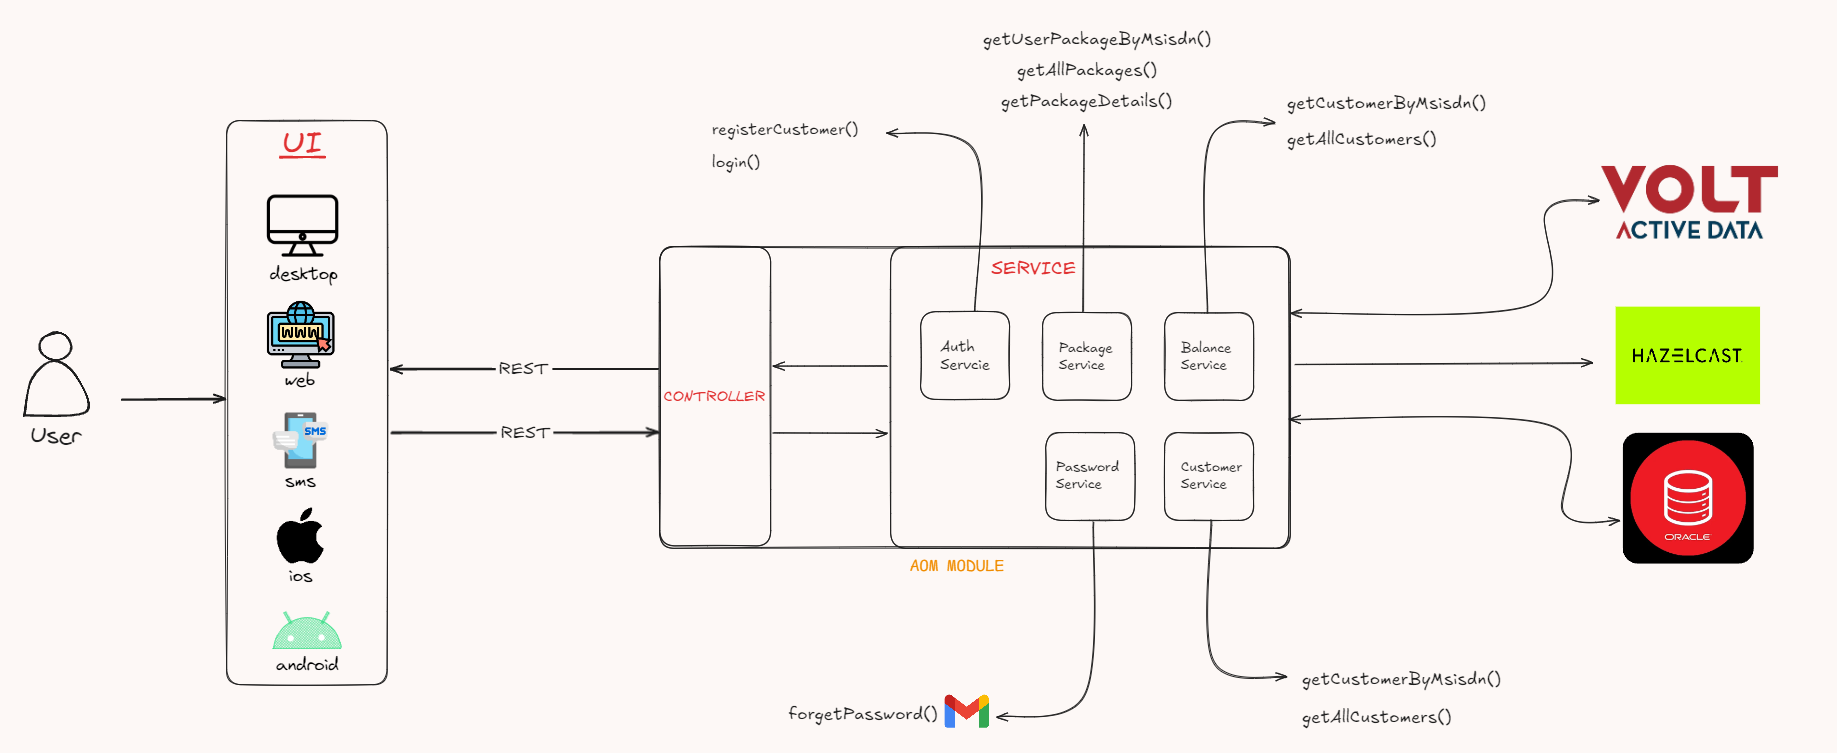 getUserPackageByMsisdn()
getAllPackages()
getPackageDetails()
getCustomerByMsisdn()
getAllCustomers()
registerCustomer()
login()
UI
desktop
WWW
web
SMS
sms
ios
android
User
REST
REST
CONTROLLER
SERVICE
Auth
Servcie
Package
Service
Balance
Service
Password
Service
Customer
Service
AOM MODULE
VOLT
ACTIVE DATA
HAZELCAST
ORACLE
forgetPassword()
getCustomerByMsisdn()
getAllCustomers()